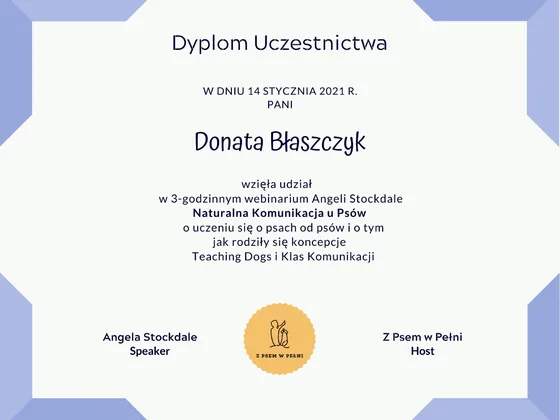 Dyplom Uczestnictwa
W DNIU 14 STYCZNIA 2021 R.
PANI
Donata Błaszczyk
wzięła udział
w 3-godzinnym webinarium Angeli Stockdale
Naturalna Komunikacja u Psów
o uczeniu się o psach od psów i o tym
jak rodziły się koncepcje
Teaching Dogs i Klas Komunikacji
Angela Stockdale
Speaker
Z PSEM W PEŁNI
Z Psem w Pełni
Host